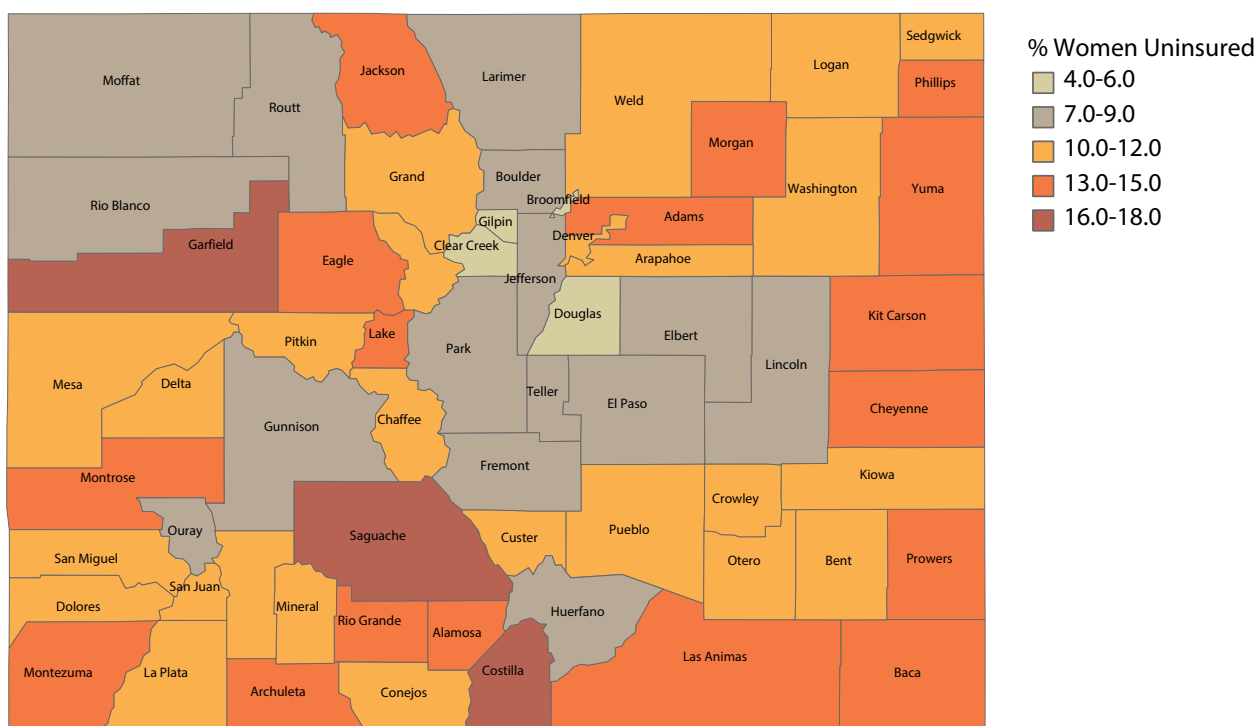 Sedgwick
% Women Uninsured
Logan
Jackson
Larimer
Moffat
4.0-6.0
Phillips
Weld
Routt
7.0-9.0
Morgan
10.0-12.0
Grand
Boulder
13.0-15.0
Washington
Yuma
Broomfield
Rio Blanco
Adams
16.0-18.0
Gilpin
Denver
Garfield
Clear Creek
Eagle
Arapahoe
Jefferson
Douglas
Kit Carson
Lake
Elbert
Pitkin
Park
Lincoln
Mesa
Delta
Teller
El Paso
Cheyenne
Chaffee
Gunnison
Fremont
Kiowa
Montrose
Crowley
Ouray
Pueblo
Saguache
Custer
San Miguel
Otero
Bent
Prowers
San Juan
Dolores
Mineral
Huerfano
Rio Grande
Alamosa
Las Animas
Montezuma
La Plata
Costilla
Baca
Archuleta
Conejos